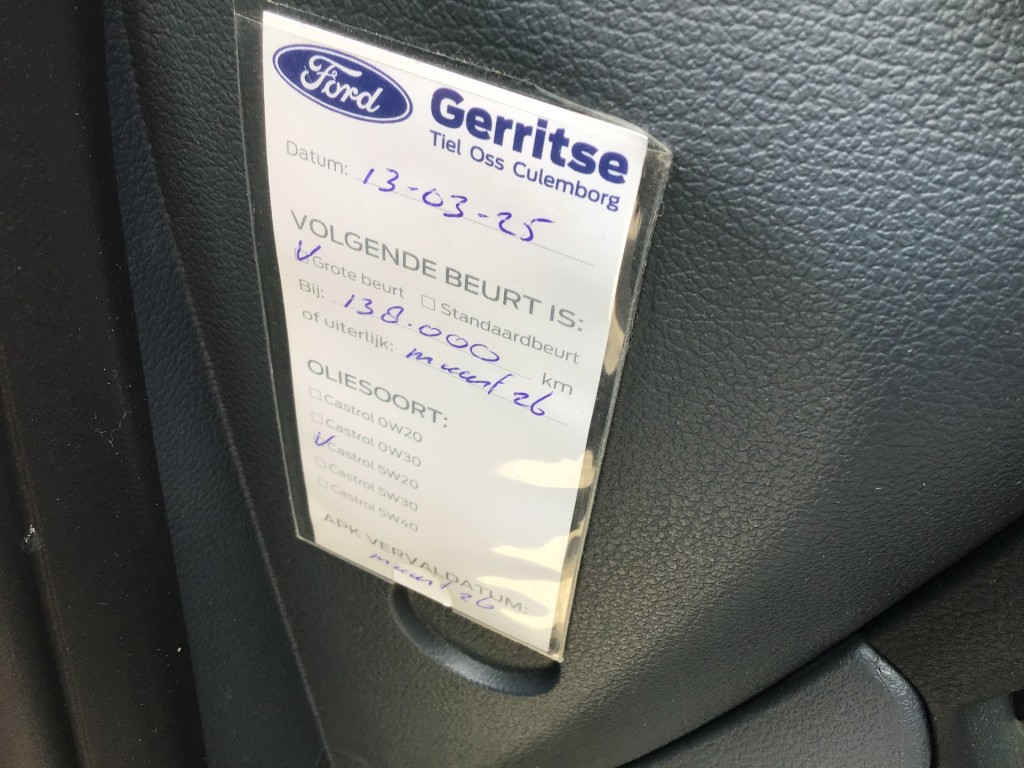 Ford
Gerritse
Tiel Oss Culemborg
Datum: 13-03-25
VOLGENDE BEURT IS:
Grote beurt Standaardbeurt
Bij: 138.000 km
of uiterlijk: maart 26
OLIESOORT:
Castrol 0W20
Castrol 0W30
Castrol 5W20
Castrol 5W30
Castrol 5W40
APK VERVALDATUM:
maart 26